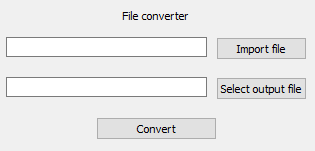 File converter
Import file
Select output file
Convert